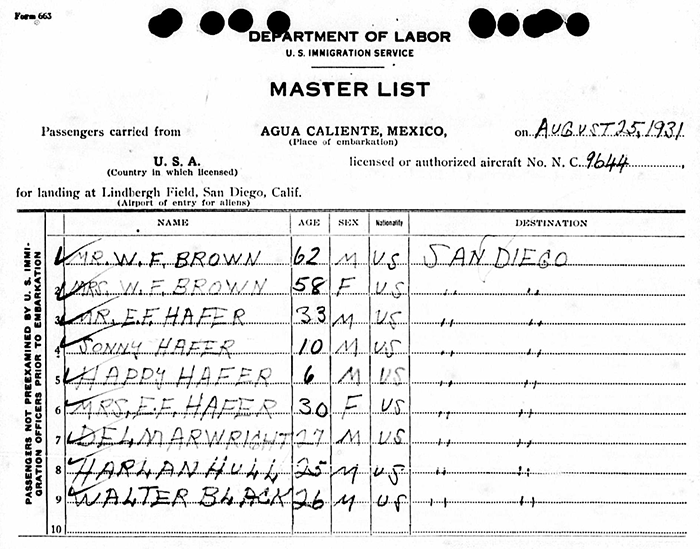 Form 663
DEPARTMENT OF LABOR
U. S. IMMIGRATION SERVICE
MASTER LIST
Passengers carried from AGUA CALIENTE, MEXICO, on AUGUST 25, 1931
(Place of embarkation)
U. S. A. licensed or authorized aircraft No. N. C. 9644
(Country in which licensed)
for landing at Lindbergh Field, San Diego, Calif.
(Airport of entry for aliens)
PASSENGERS NOT PREEXAMINED BY U. S. IMMI-
GRATION OFFICERS PRIOR TO EMBARKATION
NAME AGE SEX Nationality DESTINATION
MR. W. F. BROWN 62 M US SAN DIEGO
2 MRS. W. F. BROWN 58 F US " "
3 MR. E.F. HAFER 33 M US " "
4 SONNY HAFER 10 M US " "
5 HAPPY HAFER 6 M US " "
6 MRS. E.F. HAFER 30 F US " "
7 DELMAR WRIGHT 27 M US " "
8 HARLAN HULL 25 M US " "
9 WALTER BLACK 26 M US " "
10